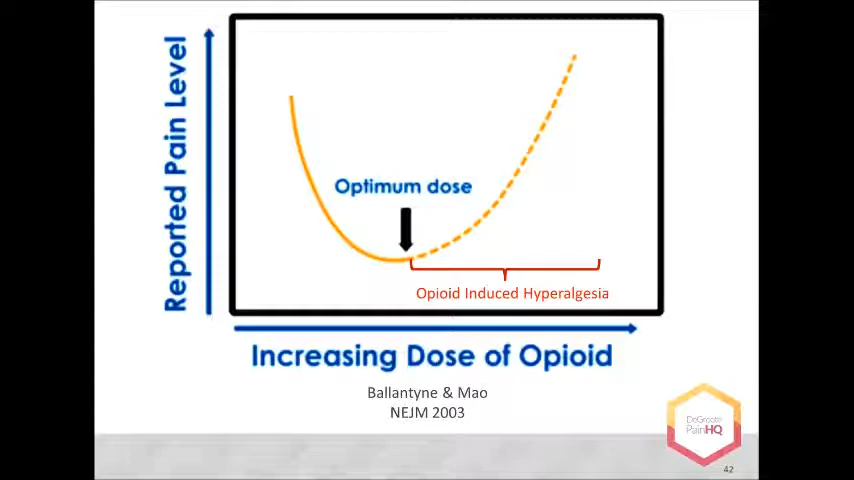 Reported Pain Level
Optimum dose
Opioid Induced Hyperalgesia
Increasing Dose of Opioid
Ballantyne & Mao
NEJM 2003
DeGroote
PainHQ
42